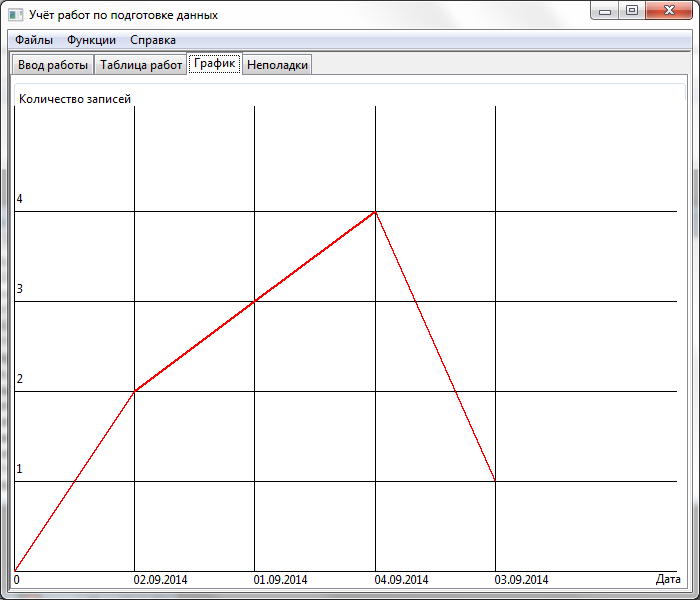 Учёт работ по подготовке данных
Файлы Функции Справка
Ввод работы Таблица работ График Неполадки
Количество записей
4
3
2
1
0 02.09.2014 01.09.2014 04.09.2014 03.09.2014 Дата